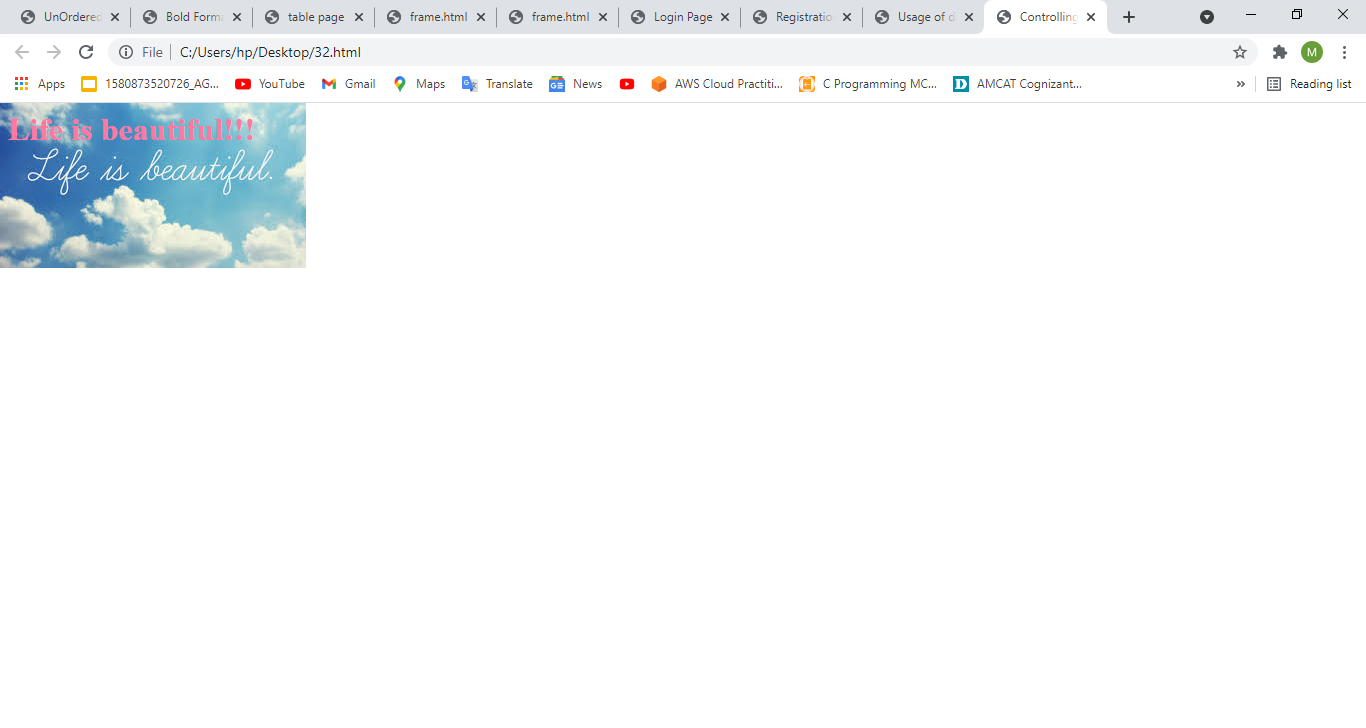 UnOrdered Bold Form table page frame.html frame.html Login Page Registratio Usage of d Controlling
File C:/Users/hp/Desktop/32.html M
Apps 1580873520726_AG... YouTube Gmail Maps Translate News AWS Cloud Practiti... C Programming MC... AMCAT Cognizant... » Reading list
Life is beautiful!!!
Life is beautiful.